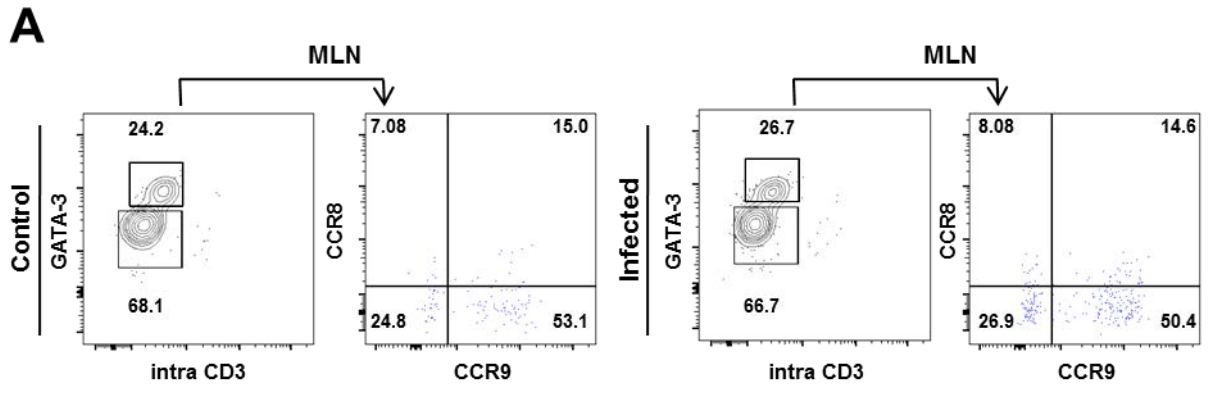 A
MLN
MLN
Control
GATA-3
24.2
68.1
intra CD3
CCR8
7.08
15.0
24.8
53.1
CCR9
Infected
GATA-3
26.7
66.7
intra CD3
CCR8
8.08
14.6
26.9
50.4
CCR9